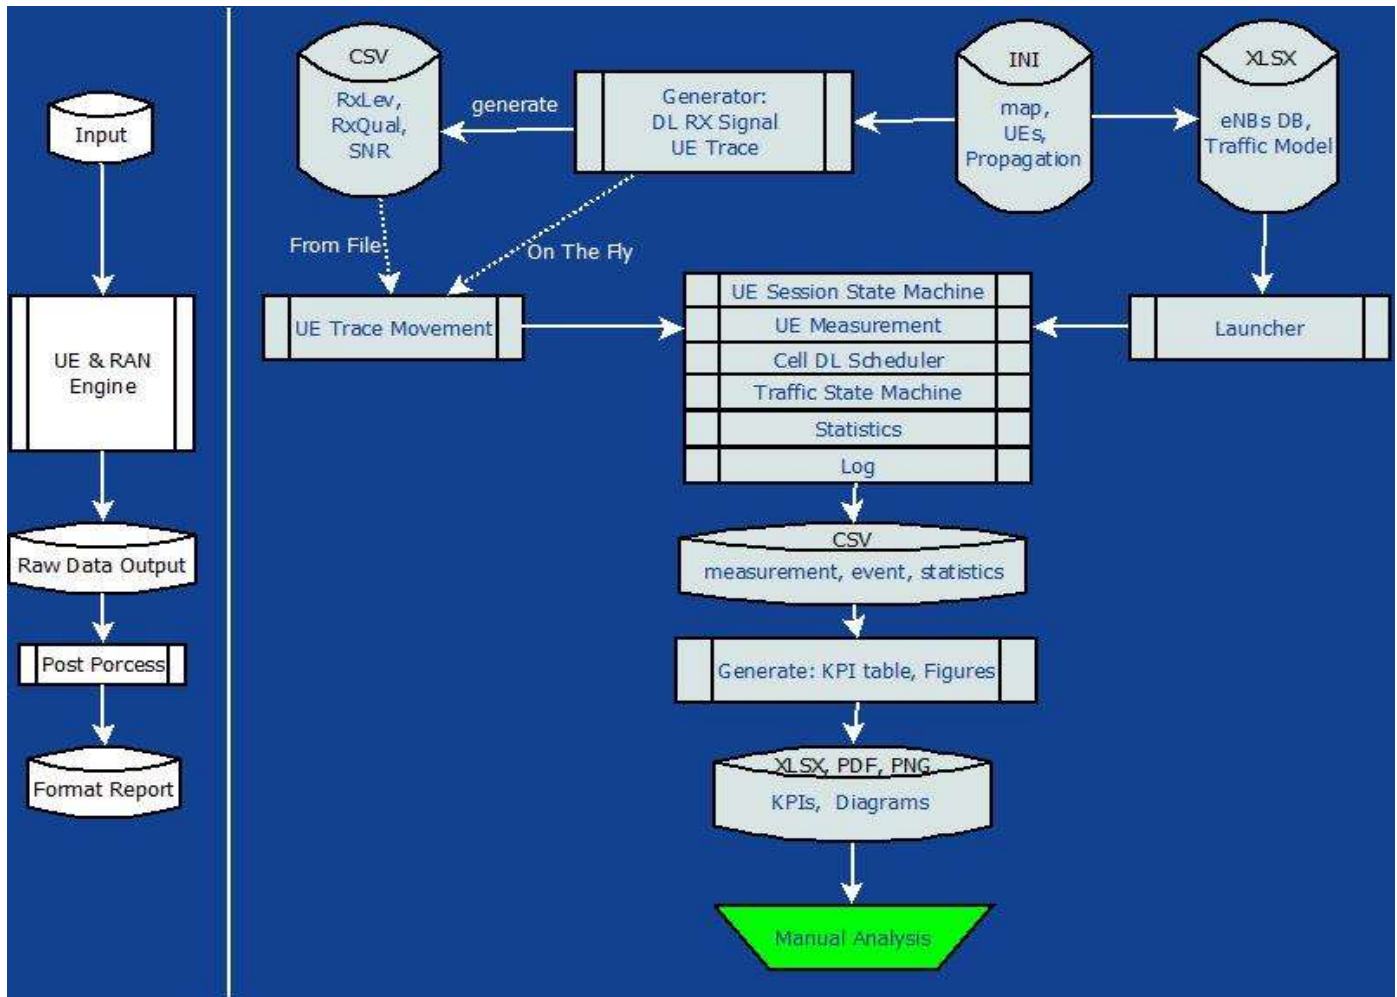 Input
UE & RAN
Engine
Raw Data Output
Post Porcess
Format Report
CSV
RxLev,
RxQual,
SNR
generate
Generator:
DL RX Signal
UE Trace
INI
map,
UEs,
Propagation
XLSX
eNBs DB,
Traffic Model
From File
On The Fly
UE Trace Movement
UE Session State Machine
UE Measurement
Cell DL Scheduler
Traffic State Machine
Statistics
Log
Launcher
CSV
measurement, event, statistics
Generate: KPI table, Figures
XLSX, PDF, PNG
KPIs, Diagrams
Manual Analysis